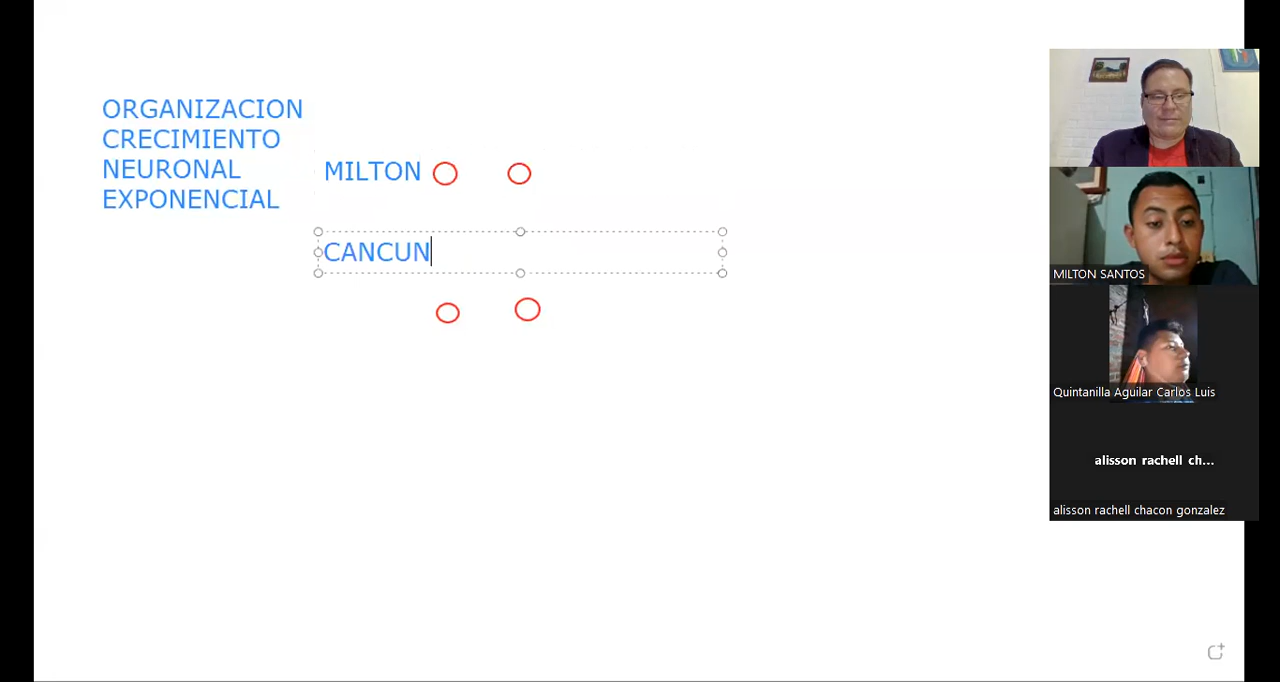 ORGANIZACION
CRECIMIENTO
NEURONAL
EXPONENCIAL
MILTON
CANCUN
MILTON SANTOS
Quintanilla Aguilar Carlos Luis
alisson rachell ch...
alisson rachell chacon gonzalez